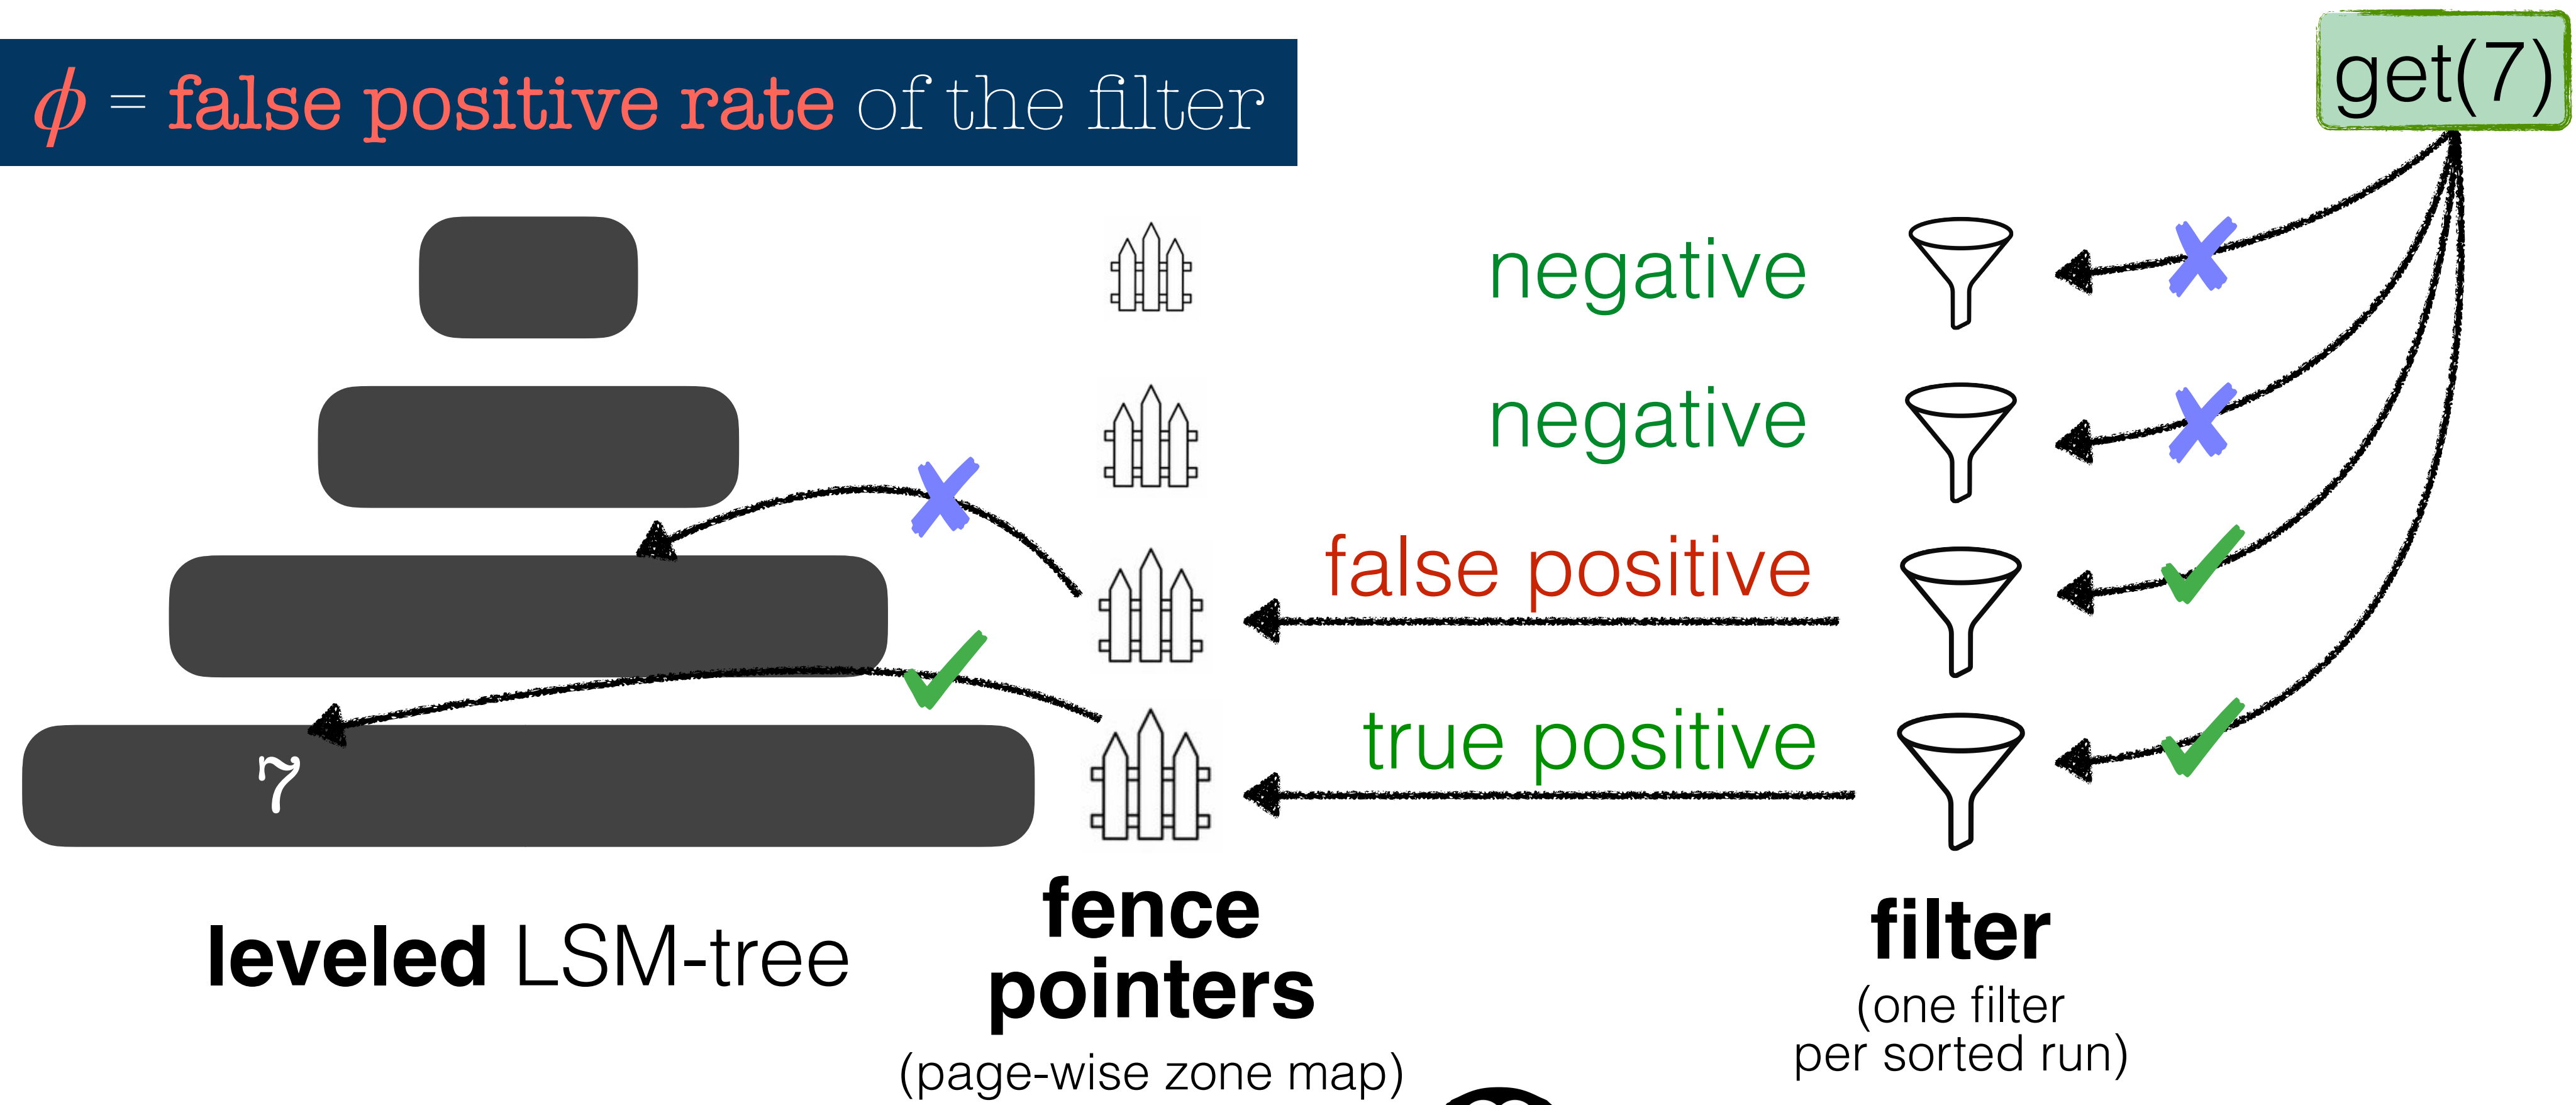 ϕ = false positive rate of the filter
get(7)
negative
negative
false positive
true positive
7
leveled LSM-tree
fence
pointers
(page-wise zone map)
filter
(one filter
per sorted run)